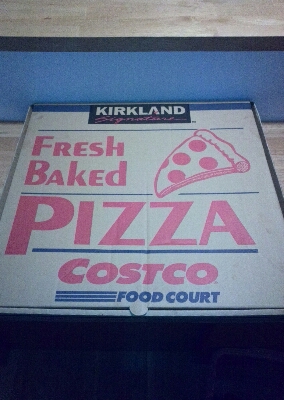 KIRKLAND
Signature
FRESH
BAKED
PIZZA
COSTCO
FOOD COURT